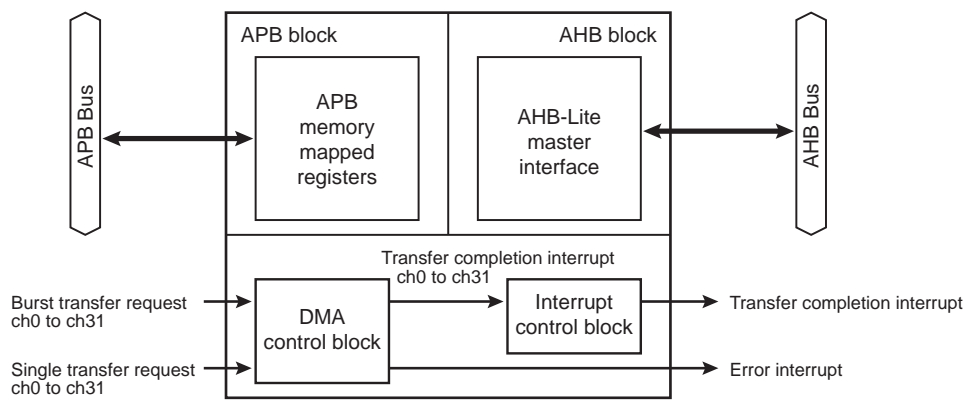 APB Bus
APB block
APB
memory
mapped
registers
AHB block
AHB-Lite
master
interface
AHB Bus
Transfer completion interrupt
ch0 to ch31
Burst transfer request
ch0 to ch31
DMA
control block
Interrupt
control block
Transfer completion interrupt
Single transfer request
ch0 to ch31
Error interrupt